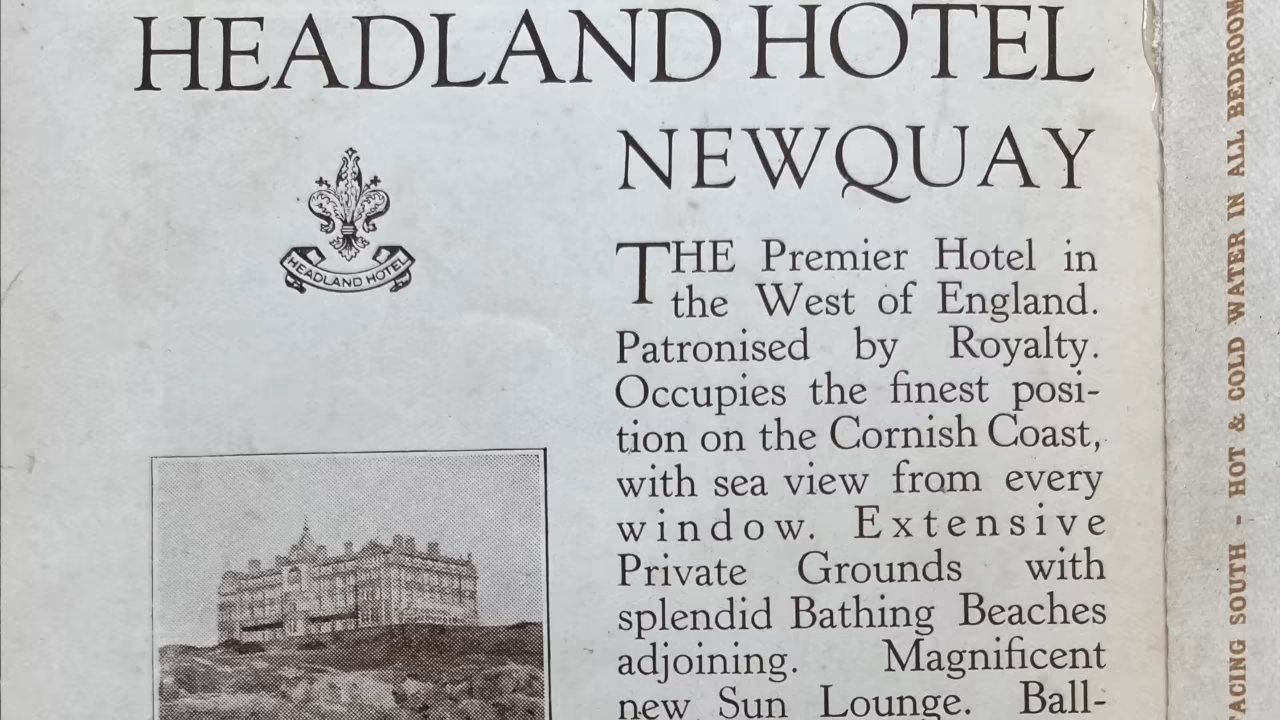 HEADLAND HOTEL
NEWQUAY
HEADLAND HOTEL
THE Premier Hotel in
the West of England.
Patronised by Royalty.
Occupies the finest posi-
tion on the Cornish Coast,
with sea view from every
window. Extensive
Private Grounds with
splendid Bathing Beaches
adjoining. Magnificent
new Sun Lounge. Ball-
ACING SOUTH - HOT & COLD WATER IN ALL BEDROOM